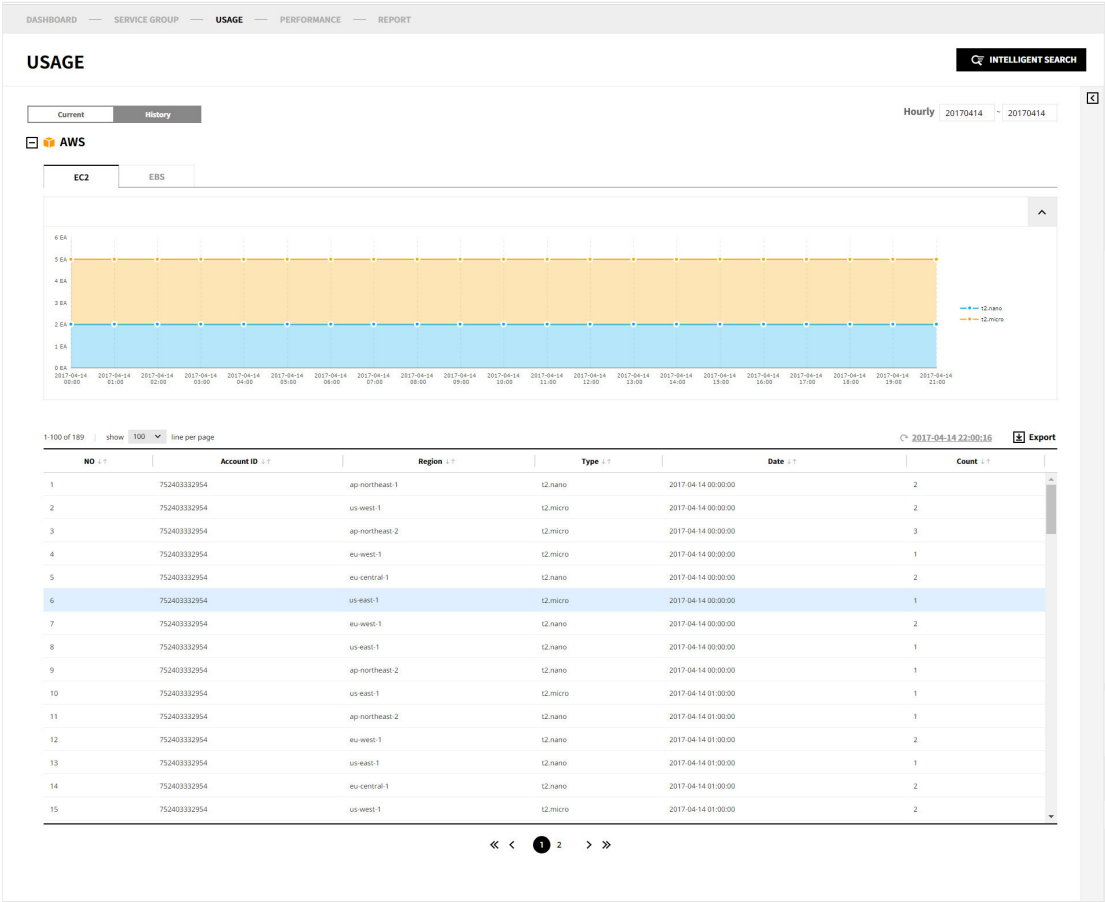 DASHBOARD — SERVICE GROUP — USAGE — PERFORMANCE — REPORT
USAGE
INTELLIGENT SEARCH
Current History
Hourly 20170414 ~ 20170414
AWS
EC2 EBS
6 EA
5 EA
4 EA
3 EA
2 EA
1 EA
0 EA
t2.nano
t2.micro
2017-04-14 2017-04-14 2017-04-14 2017-04-14 2017-04-14 2017-04-14 2017-04-14 2017-04-14 2017-04-14 2017-04-14 2017-04-14 2017-04-14 2017-04-14 2017-04-14 2017-04-14 2017-04-14 2017-04-14 2017-04-14 2017-04-14 2017-04-14 2017-04-14
00:00 01:00 02:00 03:00 04:00 05:00 06:00 07:00 08:00 09:00 10:00 11:00 12:00 13:00 14:00 15:00 16:00 17:00 18:00 19:00 21:00
1-100 of 189 | show 100 line per page 2017-04-14 22:00:16 Export
NO Account ID Region Type Date Count
1 752403332954 ap-northeast-1 t2.nano 2017-04-14 00:00:00 2
2 752403332954 us-west-1 t2.micro 2017-04-14 00:00:00 2
3 752403332954 ap-northeast-2 t2.micro 2017-04-14 00:00:00 3
4 752403332954 eu-west-1 t2.micro 2017-04-14 00:00:00 1
5 752403332954 eu-central-1 t2.nano 2017-04-14 00:00:00 2
6 752403332954 us-east-1 t2.micro 2017-04-14 00:00:00 1
7 752403332954 eu-west-1 t2.nano 2017-04-14 00:00:00 2
8 752403332954 us-east-1 t2.nano 2017-04-14 00:00:00 1
9 752403332954 ap-northeast-2 t2.nano 2017-04-14 00:00:00 1
10 752403332954 us-east-1 t2.micro 2017-04-14 01:00:00 1
11 752403332954 ap-northeast-2 t2.nano 2017-04-14 01:00:00 1
12 752403332954 eu-west-1 t2.nano 2017-04-14 01:00:00 2
13 752403332954 us-east-1 t2.nano 2017-04-14 01:00:00 1
14 752403332954 eu-central-1 t2.nano 2017-04-14 01:00:00 2
15 752403332954 us-west-1 t2.micro 2017-04-14 01:00:00 2
1 2